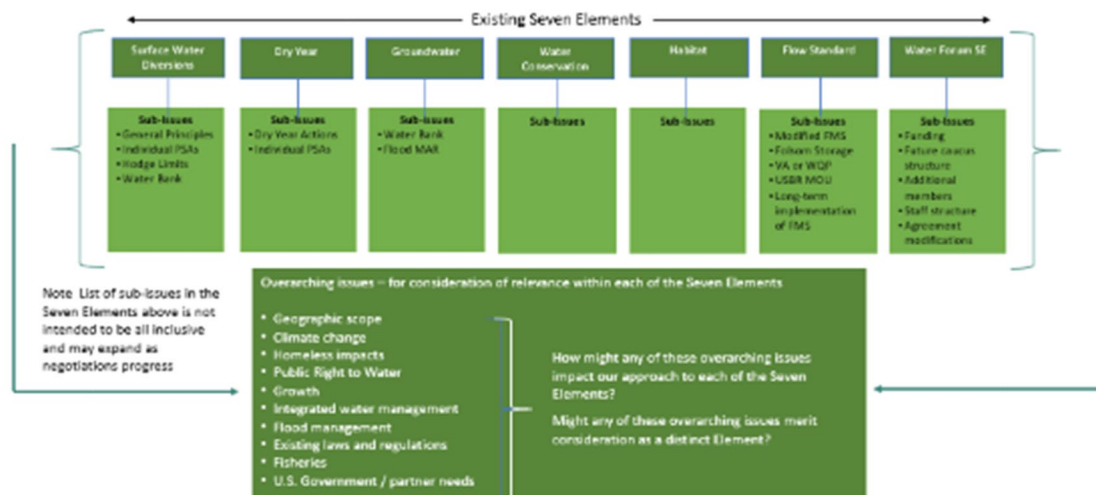 Existing Seven Elements
Surface Water
Diversions
Dry Year
Groundwater
Water
Conservation
Habitat
Flow Standard
Water Forum SE
Sub-Issues
• General Principles
• Individual PSAs
• Hodge Limits
• Water Bank
Sub-Issues
• Dry Year Actions
• Individual PSAs
Sub-Issues
• Water Bank
• Flood MAR
Sub-Issues
Sub-Issues
Sub-Issues
• Modified FMS
• Folsom Storage
• VA or WQP
• USBR MOU
• Long-term
implementation
of FMS
Sub-Issues
• Funding
• Future caucus
structure
• Additional
members
• Staff structure
• Agreement
modifications
Note  List of sub-issues in the
Seven Elements above is not
intended to be all inclusive
and may expand as
negotiations progress
Overarching issues – for consideration of relevance within each of the Seven Elements
• Geographic scope
• Climate change
• Homeless impacts
• Public Right to Water
• Growth
• Integrated water management
• Flood management
• Existing laws and regulations
• Fisheries
• U.S. Government / partner needs
How might any of these overarching issues
impact our approach to each of the Seven
Elements?
Might any of these overarching issues merit
consideration as a distinct Element?